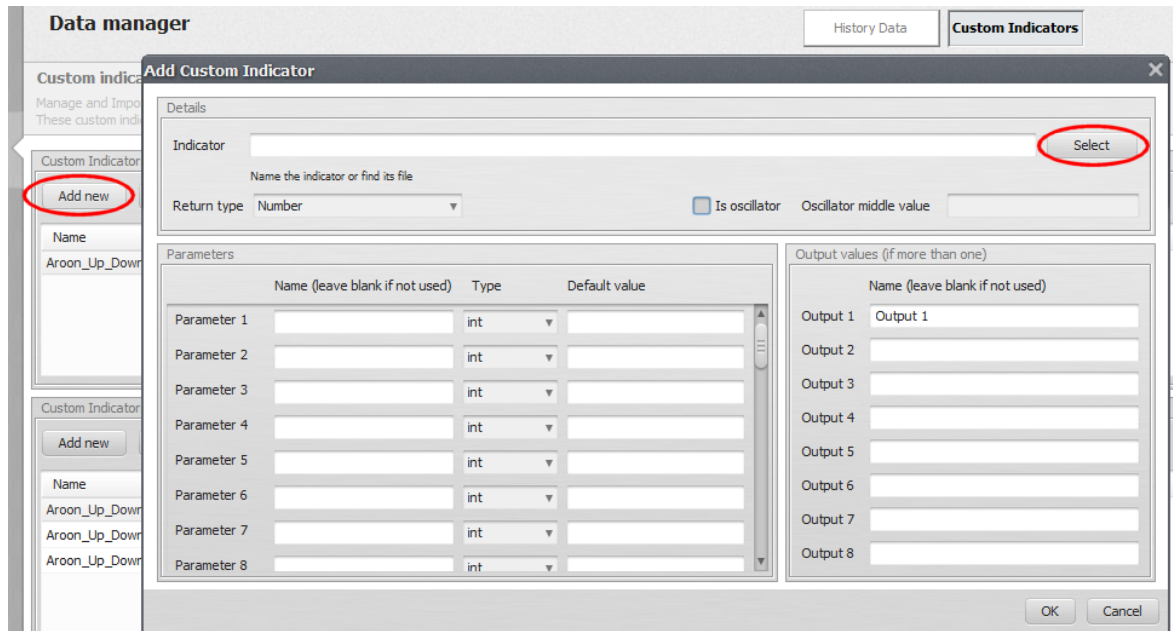 Data manager
History Data
Custom Indicators
Custom indica
Manage and Impo
These custom indi
Custom Indicator
Add new
Name
Aroon_Up_Down
Custom Indicator
Add new
Name
Aroon_Up_Down
Aroon_Up_Down
Aroon_Up_Down
Add Custom Indicator
Details
Indicator
Select
Name the indicator or find its file
Return type Number
Is oscillator Oscillator middle value
Parameters
Name (leave blank if not used) Type Default value
Parameter 1 int
Parameter 2 int
Parameter 3 int
Parameter 4 int
Parameter 5 int
Parameter 6 int
Parameter 7 int
Parameter 8 int
Output values (if more than one)
Name (leave blank if not used)
Output 1 Output 1
Output 2
Output 3
Output 4
Output 5
Output 6
Output 7
Output 8
OK Cancel